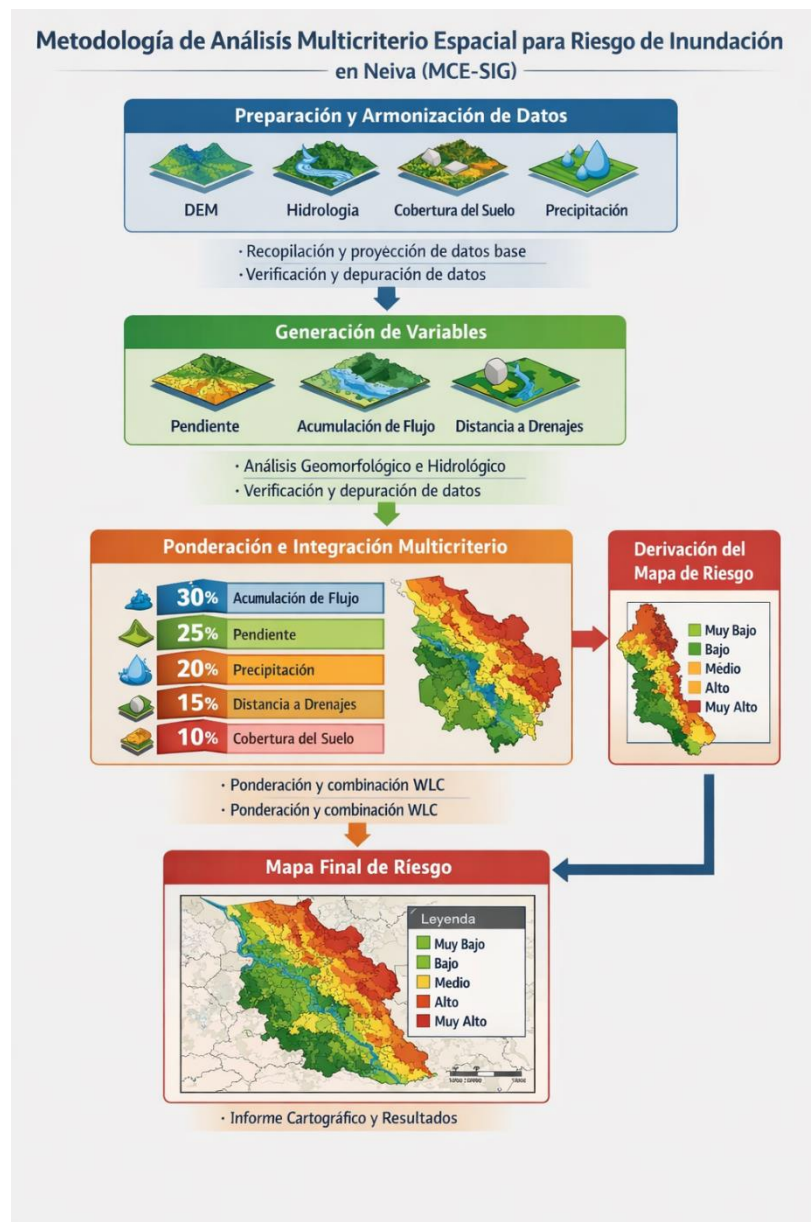 Metodología de Análisis Multicriterio Espacial para Riesgo de Inundación
en Neiva (MCE-SIG)
Preparación y Armonización de Datos
DEM
Hidrologia
Cobertura del Suelo
Precipitación
· Recopilación y proyección de datos base
· Verificación y depuración de datos
Generación de Variables
Pendiente
Acumulación de Flujo
Distancia a Drenajes
· Análisis Geomorfológico e Hidrológico
· Verificación y depuración de datos
Ponderación e Integración Multicriterio
30% Acumulación de Flujo
25% Pendiente
20% Precipitación
15% Distancia a Drenajes
10% Cobertura del Suelo
Derivación del
Mapa de Riesgo
Muy Bajo
Bajo
Medio
Alto
Muy Alto
· Ponderación y combinación WLC
· Ponderación y combinación WLC
Mapa Final de Riesgo
Leyenda
Muy Bajo
Bajo
Medio
Alto
Muy Alto
· Informe Cartográfico y Resultados